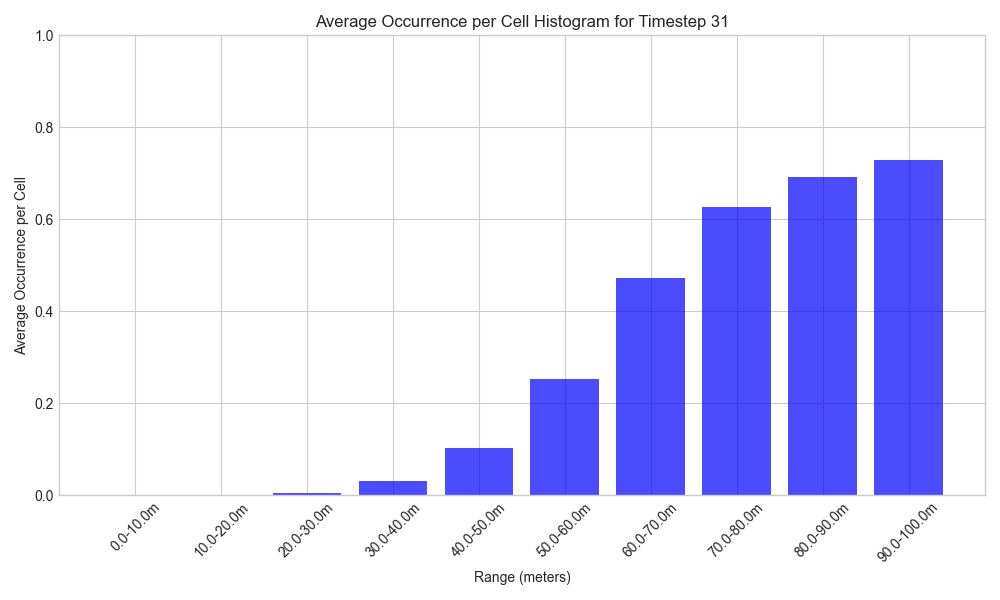 Average Occurrence per Cell Histogram for Timestep 31
1.0
0.8
0.6
0.4
0.2
0.0
Average Occurrence per Cell
0.0-10.0m
10.0-20.0m
20.0-30.0m
30.0-40.0m
40.0-50.0m
50.0-60.0m
60.0-70.0m
70.0-80.0m
80.0-90.0m
90.0-100.0m
Range (meters)